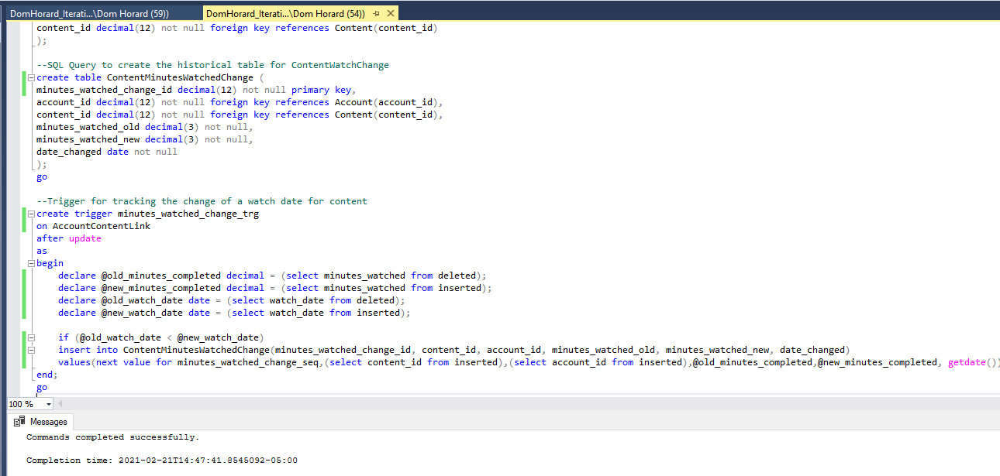 DomHorard_Iterati...\Dom Horard (59))
DomHorard_Iterati...\Dom Horard (54))
content_id decimal(12) not null foreign key references Content(content_id)
);
--SQL Query to create the historical table for ContentWatchChange
create table ContentMinutesWatchedChange (
minutes_watched_change_id decimal(12) not null primary key,
account_id decimal(12) not null foreign key references Account(account_id),
content_id decimal(12) not null foreign key references Content(content_id),
minutes_watched_old decimal(3) not null,
minutes_watched_new decimal(3) not null,
date_changed date not null
);
go
--Trigger for tracking the change of a watch date for content
create trigger minutes_watched_change_trg
on AccountContentLink
after update
as
begin
declare @old_minutes_completed decimal = (select minutes_watched from deleted);
declare @new_minutes_completed decimal = (select minutes_watched from inserted);
declare @old_watch_date date = (select watch_date from deleted);
declare @new_watch_date date = (select watch_date from inserted);
if (@old_watch_date < @new_watch_date)
insert into ContentMinutesWatchedChange(minutes_watched_change_id, content_id, account_id, minutes_watched_old, minutes_watched_new, date_changed)
values(next value for minutes_watched_change_seq,(select content_id from inserted),(select account_id from inserted),@old_minutes_completed,@new_minutes_completed, getdate())
end;
go
100 %
Messages
Commands completed successfully.
Completion time: 2021-02-21T14:47:41.8545092-05:00